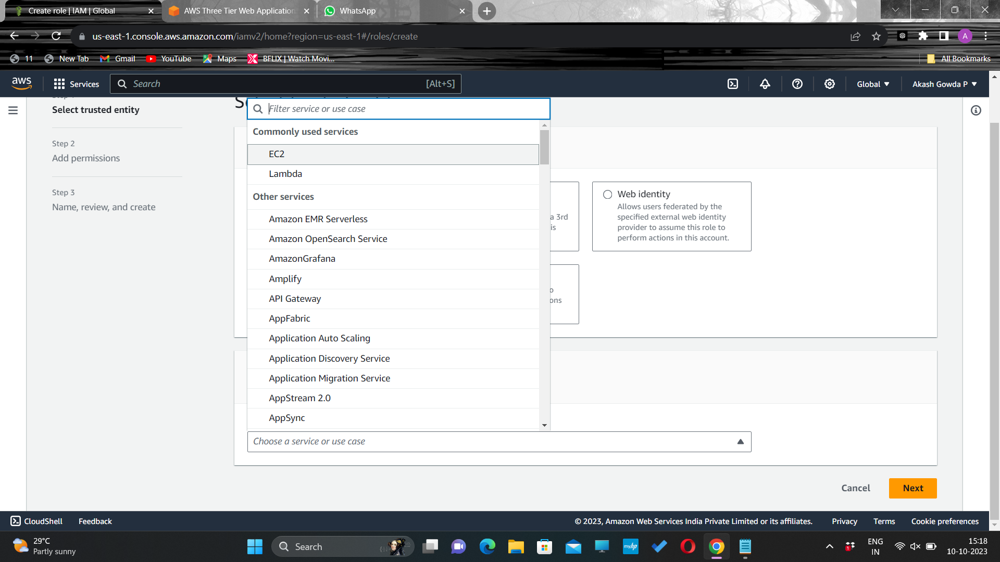 Create role | IAM | Global
AWS Three Tier Web Application
WhatsApp
us-east-1.console.aws.amazon.com/iamv2/home?region=us-east-1#/roles/create
A
11
New Tab
Gmail
YouTube
Maps
BFLIX | Watch Movi...
All Bookmarks
aws
Services
Search
[Alt+S]
Global
Akash Gowda P
Select trusted entity
Step 2
Add permissions
Step 3
Name, review, and create
Filter service or use case
Commonly used services
EC2
Lambda
Other services
Amazon EMR Serverless
Amazon OpenSearch Service
AmazonGrafana
Amplify
API Gateway
AppFabric
Application Auto Scaling
Application Discovery Service
Application Migration Service
AppStream 2.0
AppSync
a 3rd
is
Web identity
Allows users federated by the
specified external web identity
provider to assume this role to
perform actions in this account.
o
ons
Choose a service or use case
Cancel
Next
CloudShell
Feedback
© 2023, Amazon Web Services India Private Limited or its affiliates.
Privacy
Terms
Cookie preferences
29°C
Partly sunny
Search
myhp
1
ENG
IN
15:18
10-10-2023